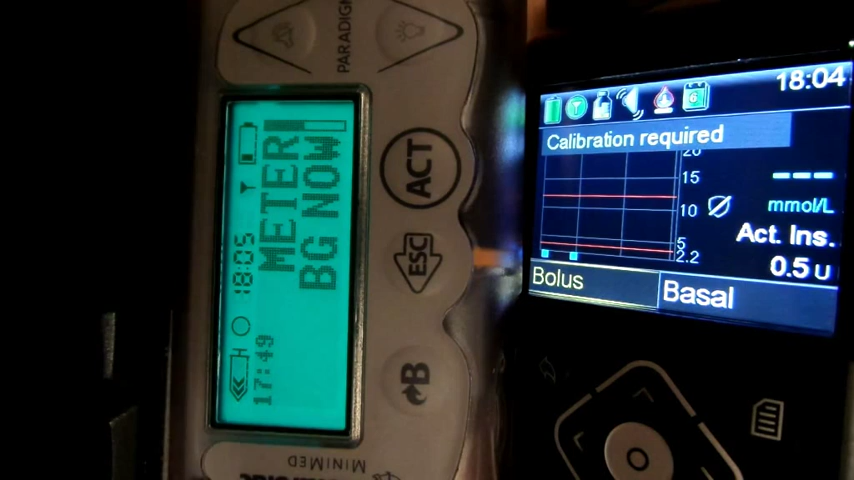 PARADIGM
18:05
METER
BG NOW
17:49
ACT
ESC
B
MINIMED
18:04
6
Calibration required
20
15
10
5
2.2
---
mmol/L
Act. Ins.
0.5 U
Bolus
Basal